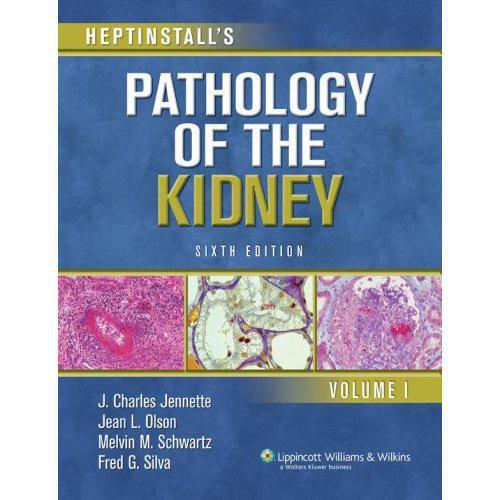 HEPTINSTALL'S
PATHOLOGY
OF THE
KIDNEY
SIXTH EDITION
VOLUME I
J. Charles Jennette
Jean L. Olson
Melvin M. Schwartz
Fred G. Silva
Lippincott Williams & Wilkins
a Wolters Kluwer business